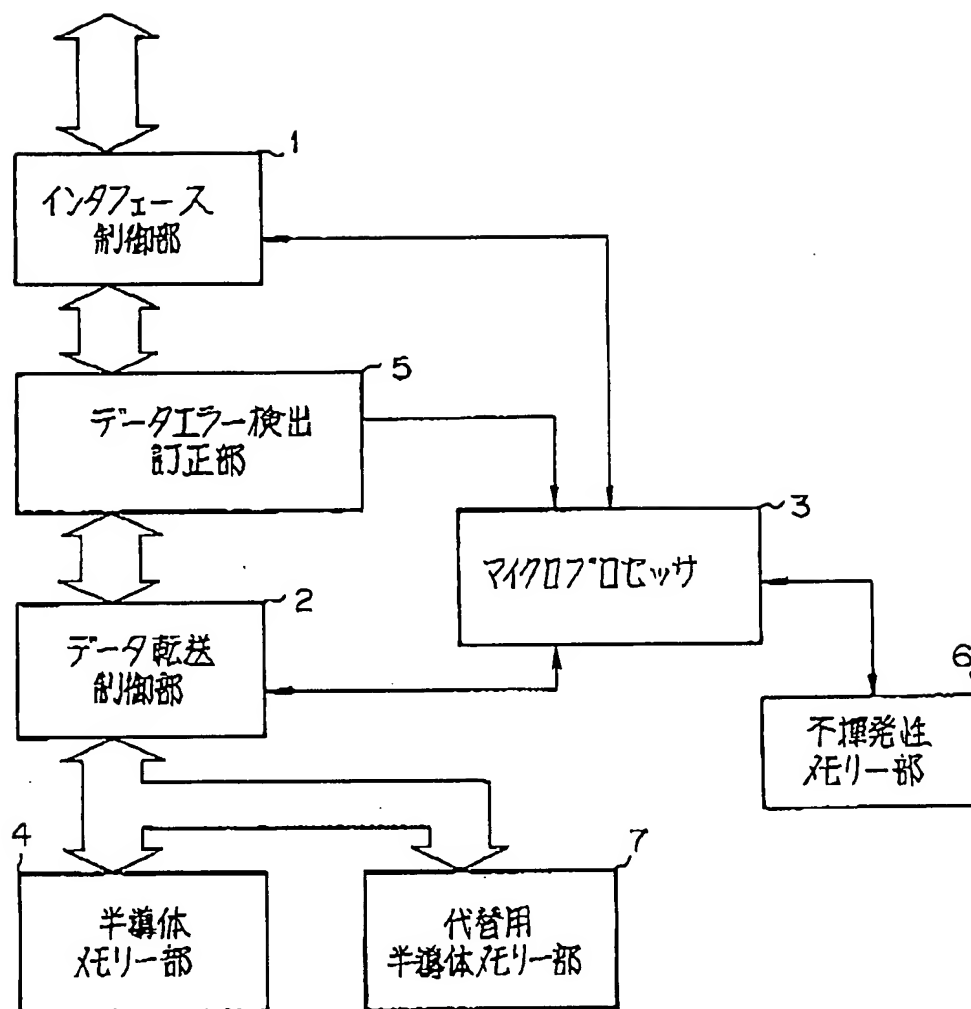 1
インタフェース
制御部
5
データエラー検出
訂正部
3
マイクロプロセッサ
2
データ転送
制御部
6
不揮発性
メモリー部
4
半導体
メモリー部
7
代替用
半導体メモリー部